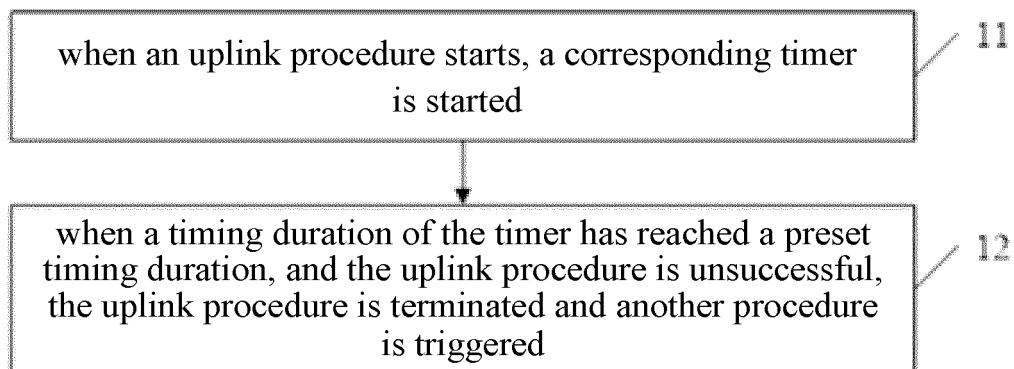 when an uplink procedure starts, a corresponding timer
is started
11
when a timing duration of the timer has reached a preset
timing duration, and the uplink procedure is unsuccessful,
the uplink procedure is terminated and another procedure
is triggered
12